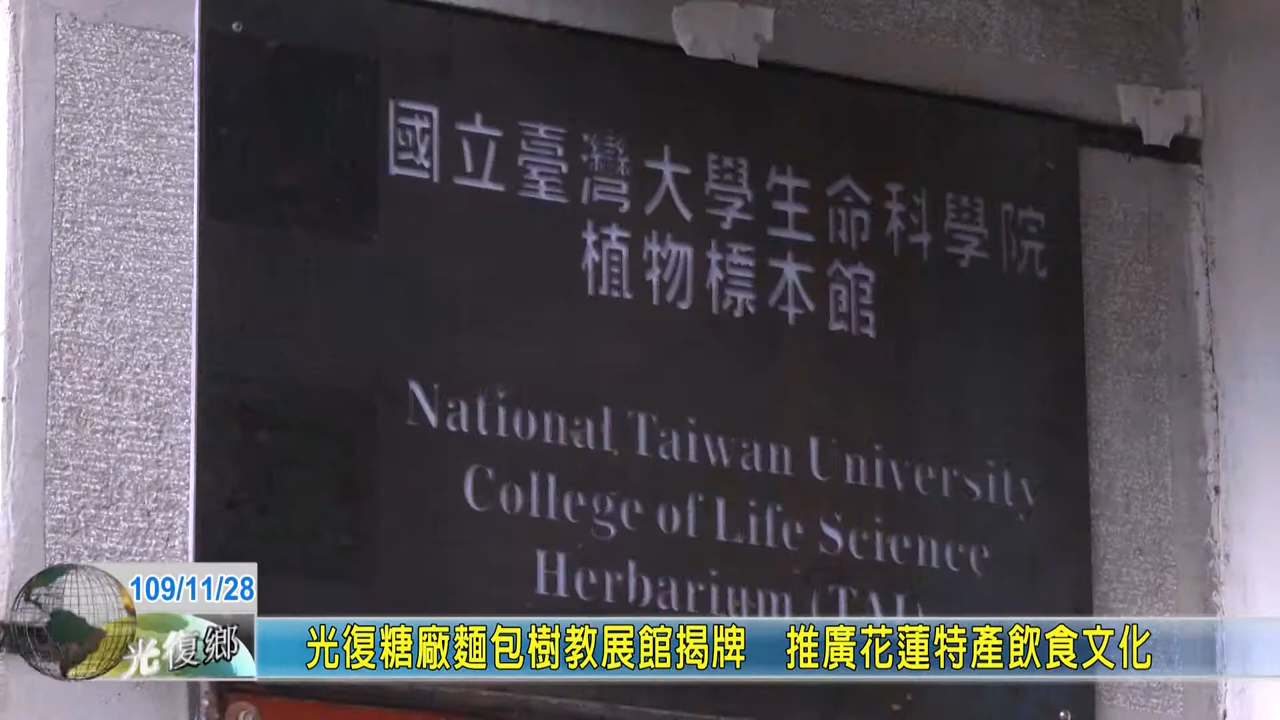 國立臺灣大學生命科學院
植物標本館
National Taiwan University
College of Life Science
Herbarium (TAI)
109/11/28
光復鄉
光復糖廠麵包樹教展館揭牌 推廣花蓮特產飲食文化